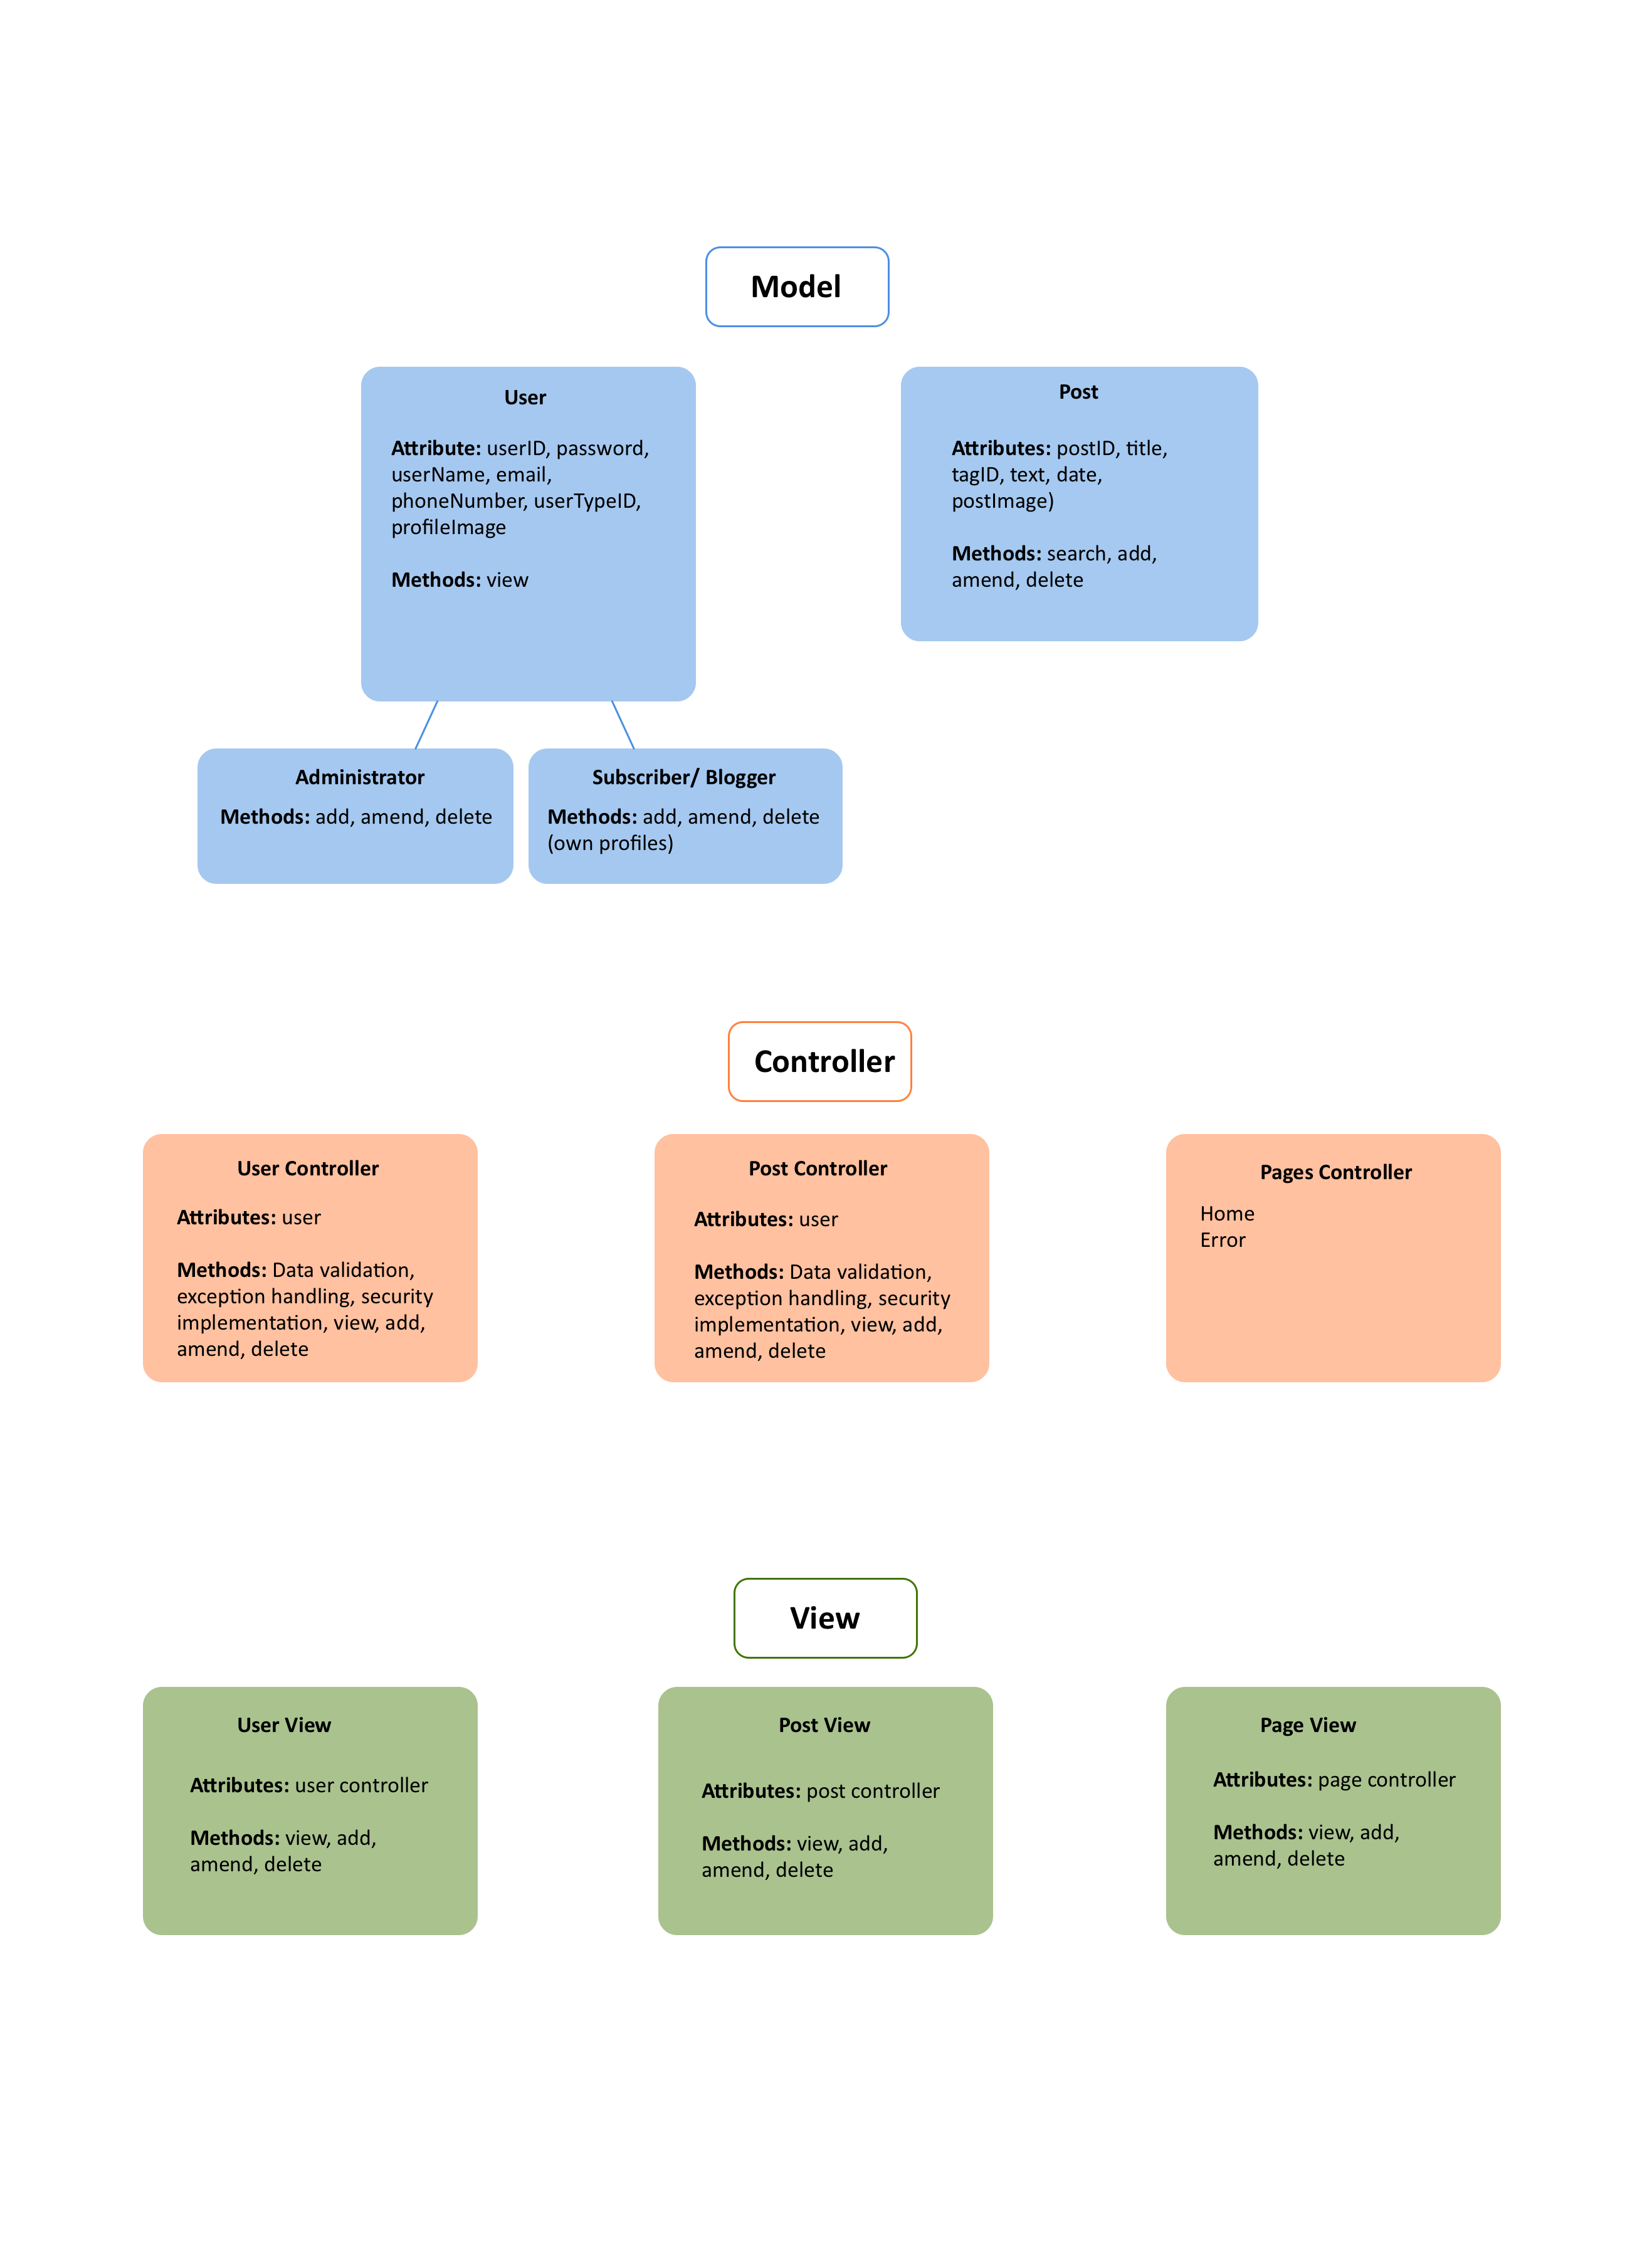 Model
User
Attribute: userID, password,
userName, email,
phoneNumber, userTypeID,
profileImage
Methods: view
Post
Attributes: postID, title,
tagID, text, date,
postImage)
Methods: search, add,
amend, delete
Administrator
Methods: add, amend, delete
Subscriber/ Blogger
Methods: add, amend, delete
(own profiles)
Controller
User Controller
Attributes: user
Methods: Data validation,
exception handling, security
implementation, view, add,
amend, delete
Post Controller
Attributes: user
Methods: Data validation,
exception handling, security
implementation, view, add,
amend, delete
Pages Controller
Home
Error
View
User View
Attributes: user controller
Methods: view, add,
amend, delete
Post View
Attributes: post controller
Methods: view, add,
amend, delete
Page View
Attributes: page controller
Methods: view, add,
amend, delete